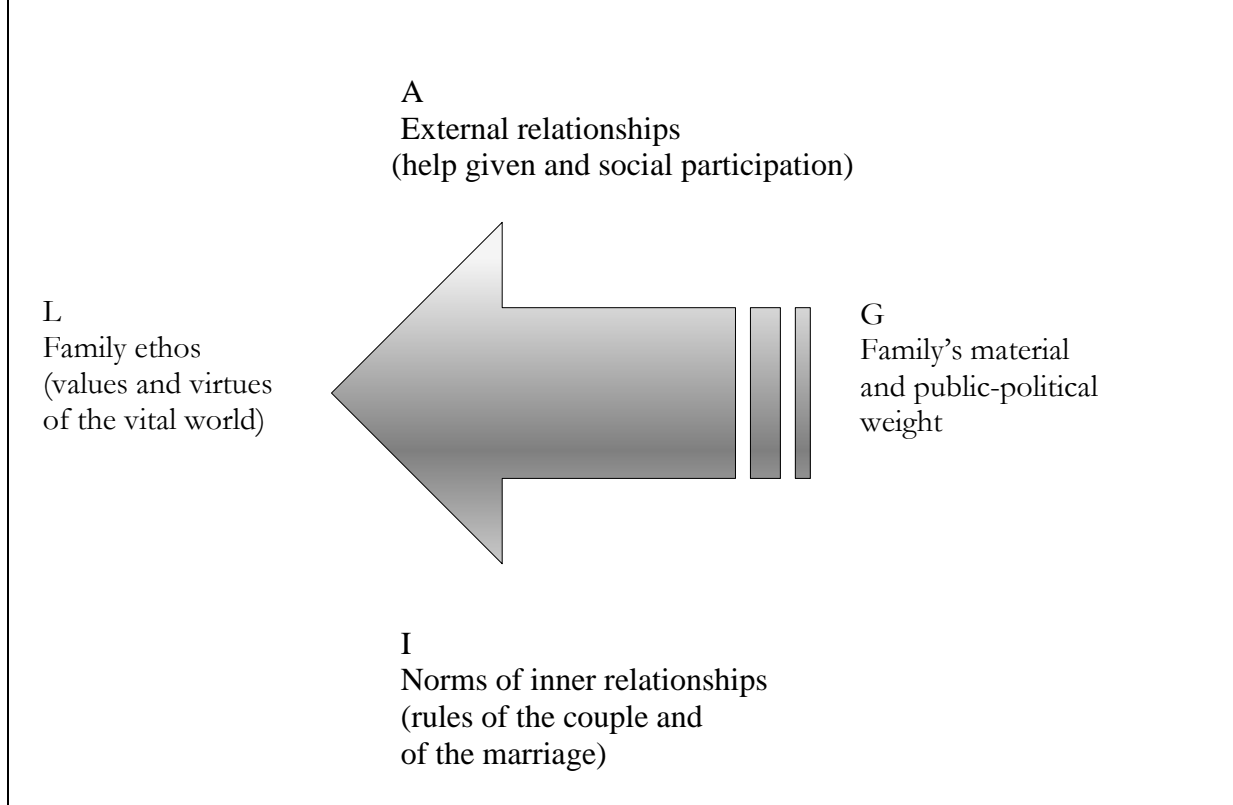 A
External relationships
(help given and social participation)
L
Family ethos
(values and virtues
of the vital world)
G
Family’s material
and public-political
weight
I
Norms of inner relationships
(rules of the couple and
of the marriage)